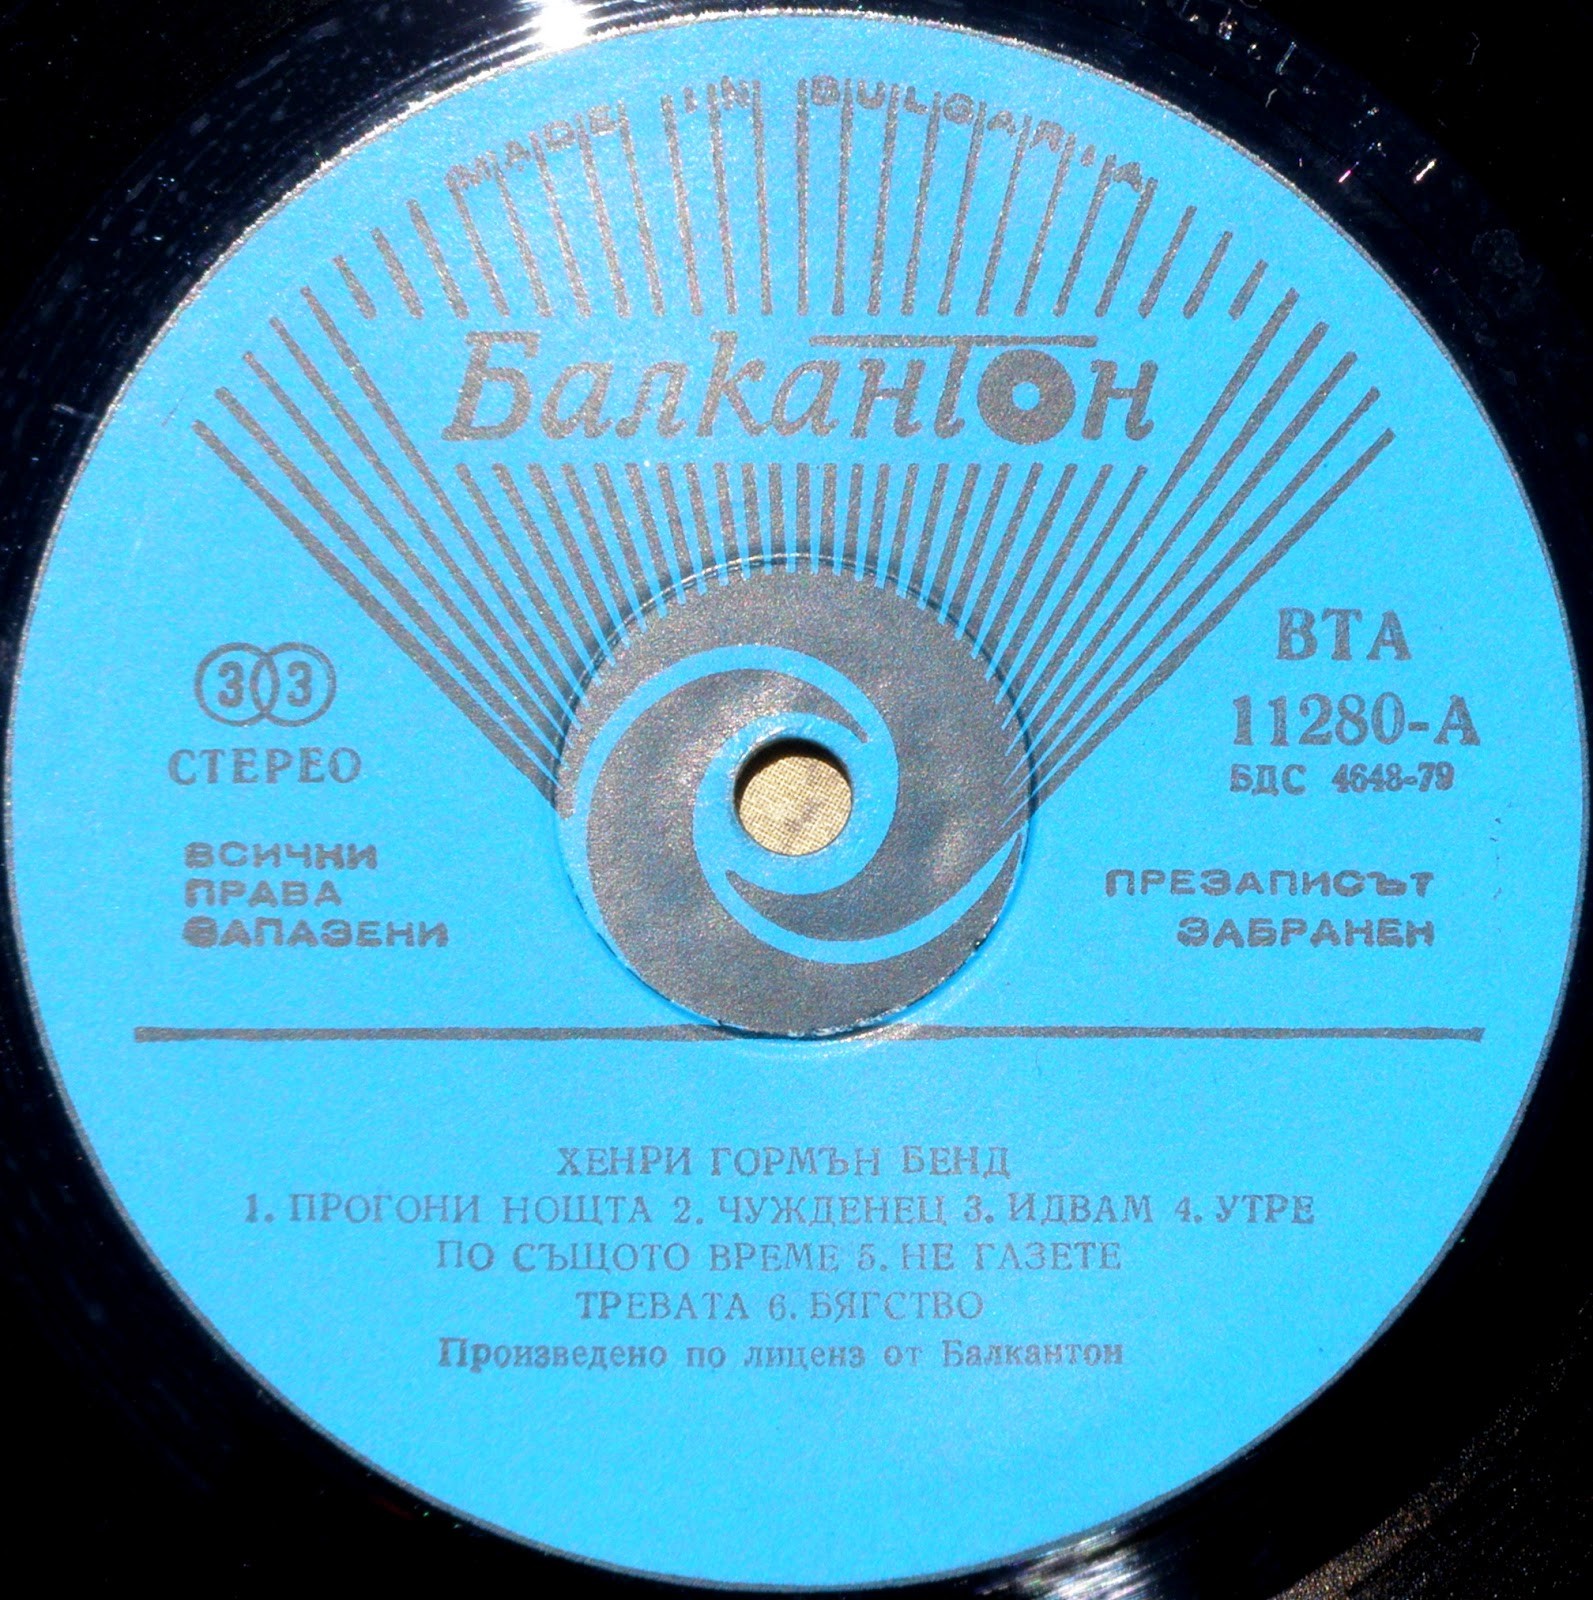 MADE IN BULGARIA
Балкантон
33
СТЕРЕО
ВСИЧНИ
ПРАВА
ЗАПАЗЕНИ
ВТА
11280-А
БДС 4648-79
ПРЕЗАПИСЪТ
ЗАБРАНЕН
ХЕНРИ ГОРМЪН БЕНД
1. ПРОГОНИ НОЩТА 2. ЧУЖДЕНЕЦ 3. ИДВАМ 4. УТРЕ
ПО СЪЩОТО ВРЕМЕ 5. НЕ ГАЗЕТЕ
ТРЕВАТА 6. БЯГСТВО
Произведено по лиценз от Балкантон